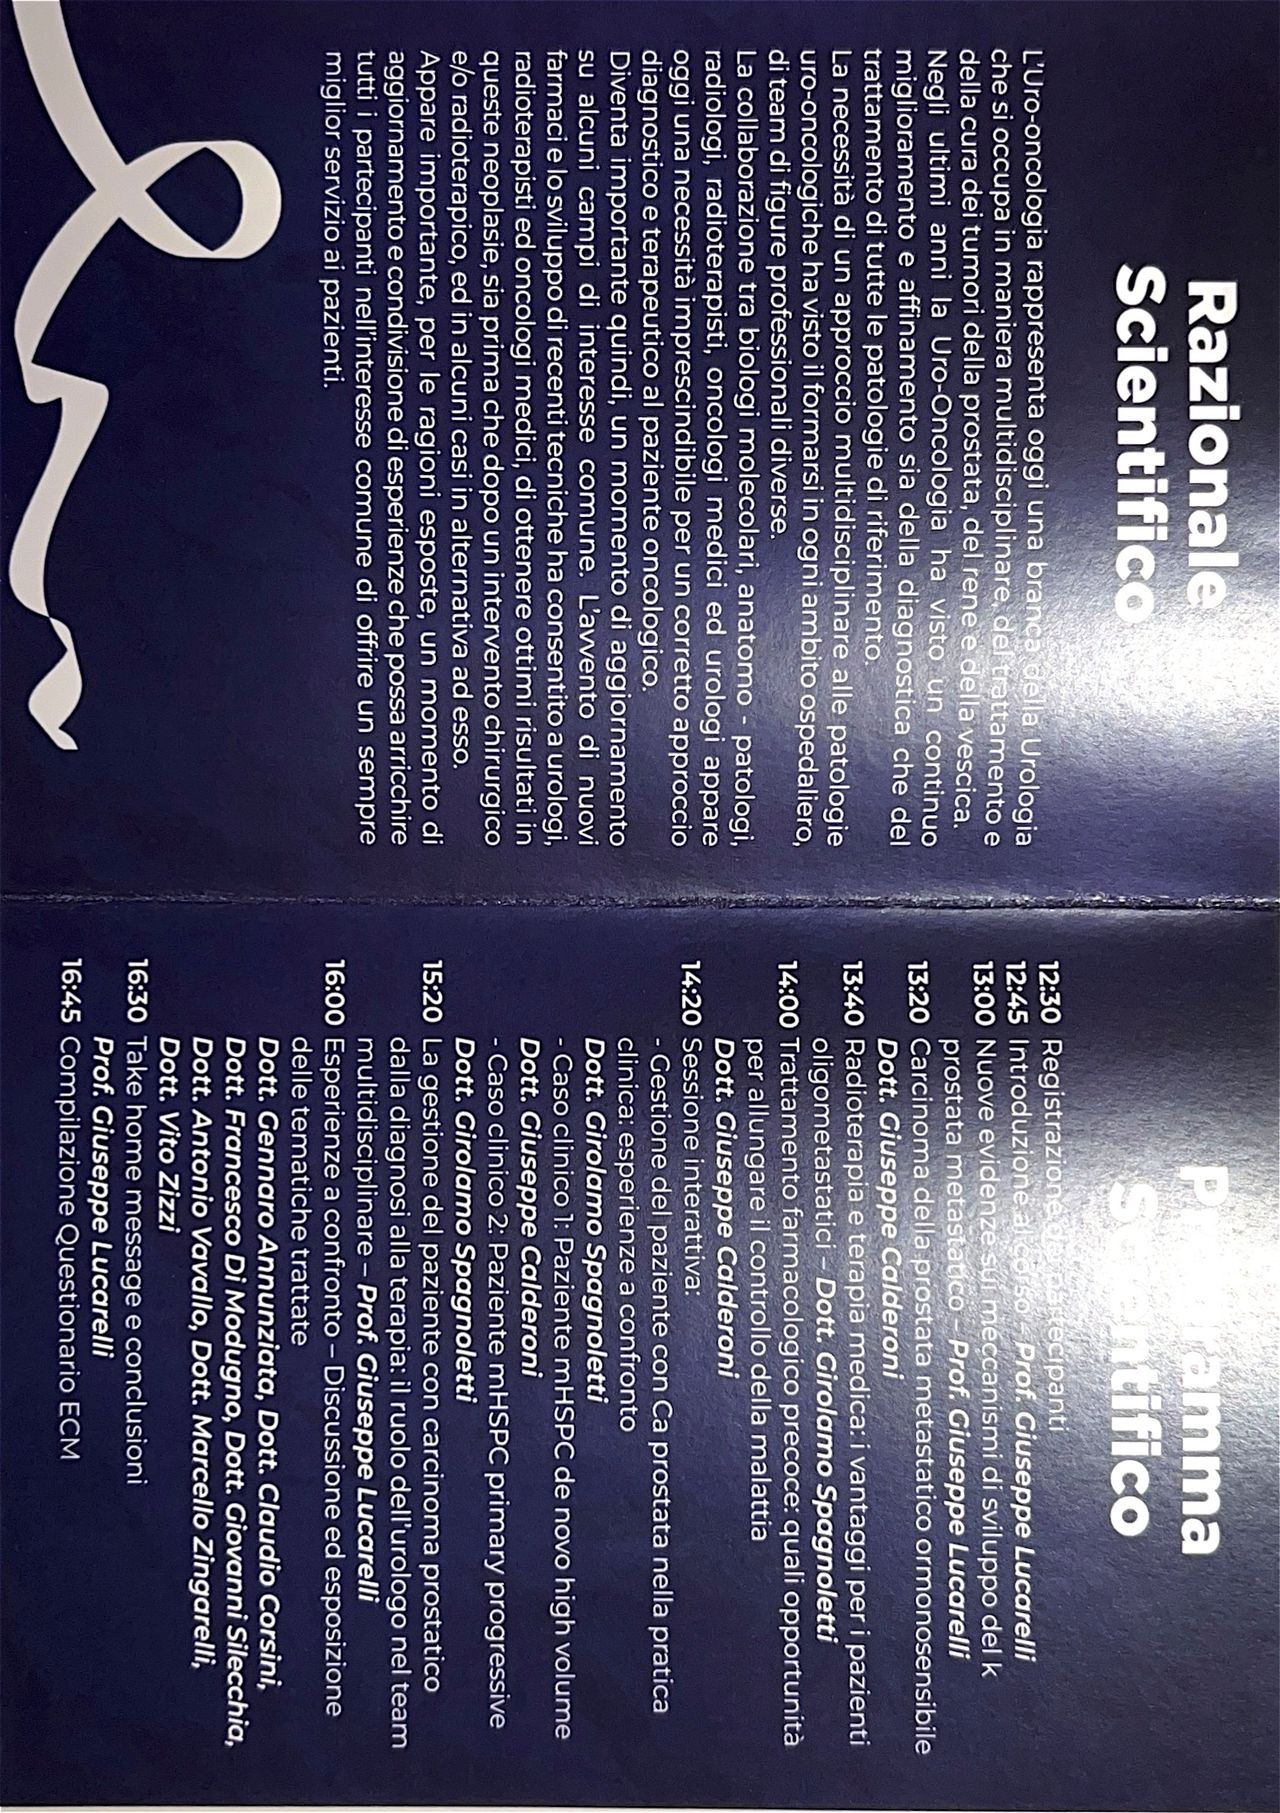 Razionale
Scientifico
L'Uro-oncologia rappresenta oggi una branca della Urologia
che si occupa in maniera multidisciplinare, del trattamento e
della cura dei tumori della prostata, del rene e della vescica.
Negli ultimi anni la Uro-Oncologia ha visto un continuo
miglioramento e affinamento sia della diagnostica che del
trattamento di tutte le patologie di riferimento.
La necessità di un approccio multidisciplinare alle patologie
uro-oncologiche ha visto il formarsi in ogni ambito ospedaliero,
di team di figure professionali diverse.
La collaborazione tra biologi molecolari, anatomo - patologi,
radiologi, radioterapisti, oncologi medici ed urologi appare
oggi una necessità imprescindibile per un corretto approccio
diagnostico e terapeutico al paziente oncologico.
Diventa importante quindi, un momento di aggiornamento
su alcuni campi di interesse comune. L'avvento di nuovi
farmaci e lo sviluppo di recenti tecniche ha consentito a urologi,
radioterapisti ed oncologi medici, di ottenere ottimi risultati in
queste neoplasie, sia prima che dopo un intervento chirurgico
e/o radioterapico, ed in alcuni casi in alternativa ad esso.
Appare importante, per le ragioni esposte, un momento di
aggiornamento e condivisione di esperienze che possa arricchire
tutti i partecipanti nell'interesse comune di offrire un sempre
miglior servizio ai pazienti.
Programma
Scientifico
12:30 Registrazione partecipanti
12:45 Introduzione al corso – Prof. Giuseppe Lucarelli
13:00 Nuove evidenze sui meccanismi di sviluppo del k
prostata metastatico – Prof. Giuseppe Lucarelli
13:20 Carcinoma della prostata metastatico ormonosensibile
Dott. Giuseppe Calderoni
13:40 Radioterapia e terapia medica: i vantaggi per i pazienti
oligometastatici – Dott. Girolamo Spagnoletti
14:00 Trattamento farmacologico precoce: quali opportunità
per allungare il controllo della malattia
Dott. Giuseppe Calderoni
14:20 Sessione interattiva:
- Gestione del paziente con Ca prostata nella pratica
clinica: esperienze a confronto
Dott. Girolamo Spagnoletti
- Caso clinico 1: Paziente mHSPC de novo high volume
Dott. Giuseppe Calderoni
- Caso clinico 2: Paziente mHSPC primary progressive
Dott. Girolamo Spagnoletti
15:20 La gestione del paziente con carcinoma prostatico
dalla diagnosi alla terapia: il ruolo dell'urologo nel team
multidisciplinare – Prof. Giuseppe Lucarelli
16:00 Esperienze a confronto – Discussione ed esposizione
delle tematiche trattate
Dott. Gennaro Annunziata, Dott. Claudio Corsini,
Dott. Francesco Di Modugno, Dott. Giovanni Silecchia,
Dott. Antonio Vavallo, Dott. Marcello Zingarelli,
Dott. Vito Zizzi
16:30 Take home message e conclusioni
Prof. Giuseppe Lucarelli
16:45 Compilazione Questionario ECM